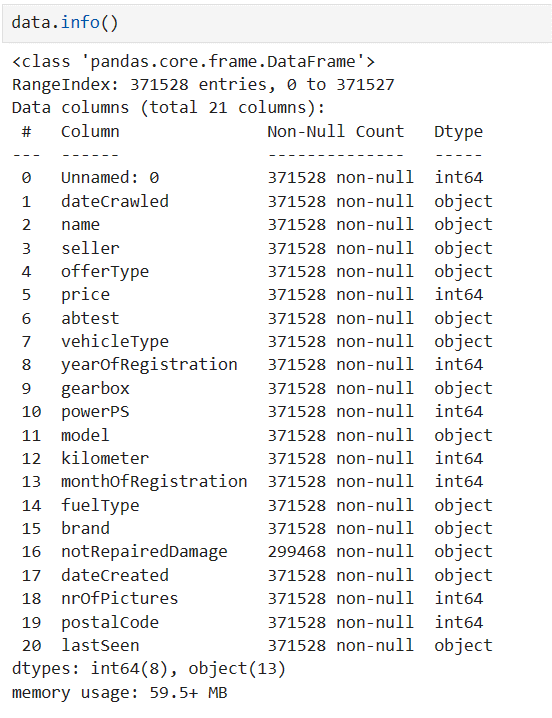 data.info()
<class 'pandas.core.frame.DataFrame'>
RangeIndex: 371528 entries, 0 to 371527
Data columns (total 21 columns):
 #   Column               Non-Null Count   Dtype
---  ------               --------------   -----
 0   Unnamed: 0           371528 non-null  int64
 1   dateCrawled          371528 non-null  object
 2   name                 371528 non-null  object
 3   seller               371528 non-null  object
 4   offerType            371528 non-null  object
 5   price                371528 non-null  int64
 6   abtest               371528 non-null  object
 7   vehicleType          371528 non-null  object
 8   yearOfRegistration   371528 non-null  int64
 9   gearbox              371528 non-null  object
 10  powerPS              371528 non-null  int64
 11  model                371528 non-null  object
 12  kilometer            371528 non-null  int64
 13  monthOfRegistration  371528 non-null  int64
 14  fuelType             371528 non-null  object
 15  brand                371528 non-null  object
 16  notRepairedDamage    299468 non-null  object
 17  dateCreated          371528 non-null  object
 18  nrOfPictures         371528 non-null  int64
 19  postalCode           371528 non-null  int64
 20  lastSeen             371528 non-null  object
dtypes: int64(8), object(13)
memory usage: 59.5+ MB